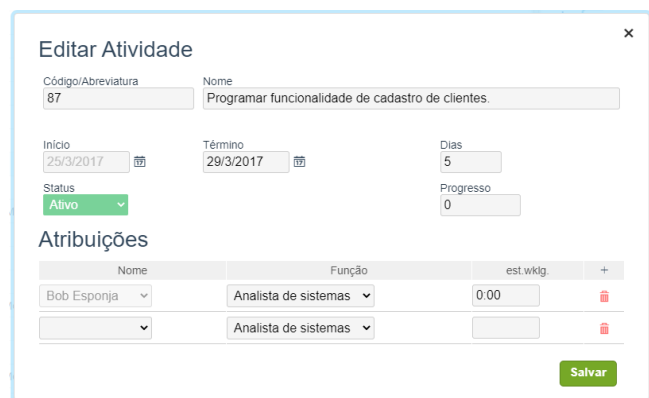 ×
Editar Atividade
Código/Abreviatura Nome
87 Programar funcionalidade de cadastro de clientes.
Início Término Dias
25/3/2017 17 29/3/2017 17 5
Status Progresso
Ativo 0
Atribuições
Nome Função est.wklg. +
Bob Esponja Analista de sistemas 0:00
Analista de sistemas
Salvar